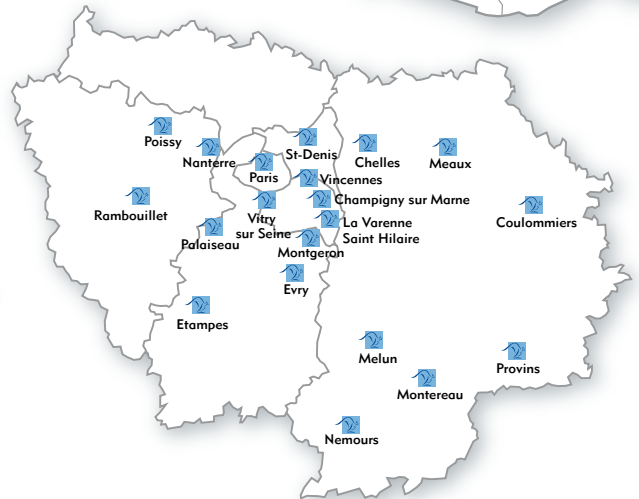 Poissy
Nanterre
St-Denis
Chelles
Meaux
Paris
Vincennes
Rambouillet
Champigny sur Marne
Coulommiers
Vitry
sur Seine
La Varenne
Saint Hilaire
Palaiseau
Montgeron
Evry
Etampes
Melun
Provins
Montereau
Nemours